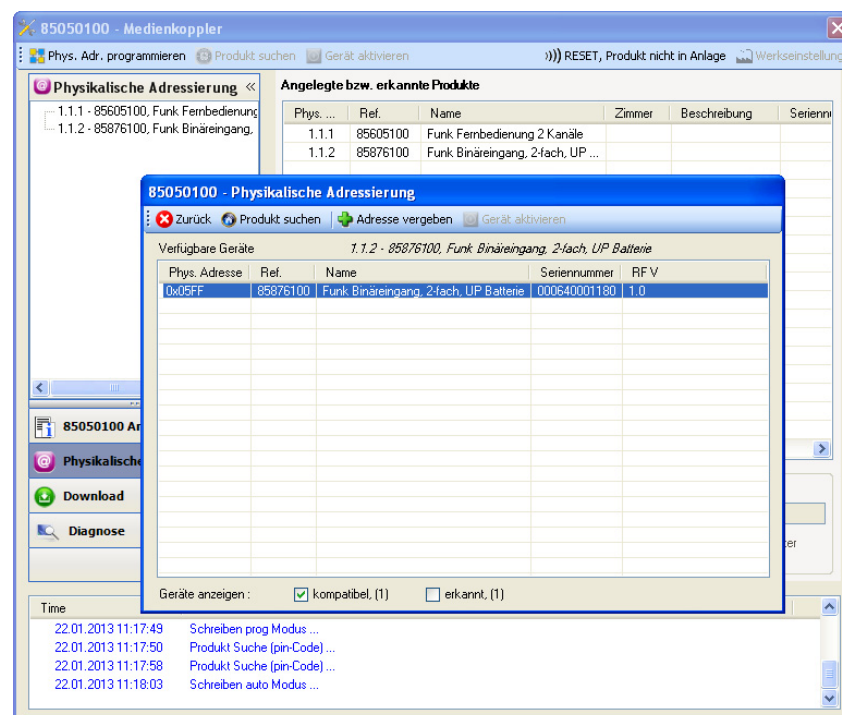 85050100 - Medienkoppler
Phys. Adr. programmieren Produkt suchen Gerät aktivieren RESET, Produkt nicht in Anlage Werkseinstellung
Physikalische Adressierung
1.1.1 - 85605100, Funk Fernbedienung
1.1.2 - 85876100, Funk Binäreingang,
Angelegte bzw. erkannte Produkte
Phys. ... Ref. Name Zimmer Beschreibung Seriennu
1.1.1 85605100 Funk Fernbedienung 2 Kanäle
1.1.2 85876100 Funk Binäreingang, 2-fach, UP ...
85050100 - Physikalische Adressierung
Zurück Produkt suchen Adresse vergeben Gerät aktivieren
Verfügbare Geräte 1.1.2 - 85876100, Funk Binäreingang, 2-fach, UP Batterie
Phys. Adresse Ref. Name Seriennummer RF V
0x05FF 85876100 Funk Binäreingang, 2-fach, UP Batterie 000640001180 1.0
Geräte anzeigen : kompatibel, (1) erkannt, (1)
85050100 An
Physikalische
Download
Diagnose
ter
Time
22.01.2013 11:17:49 Schreiben prog Modus ...
22.01.2013 11:17:50 Produkt Suche (pin-Code) ...
22.01.2013 11:17:58 Produkt Suche (pin-Code) ...
22.01.2013 11:18:03 Schreiben auto Modus ...